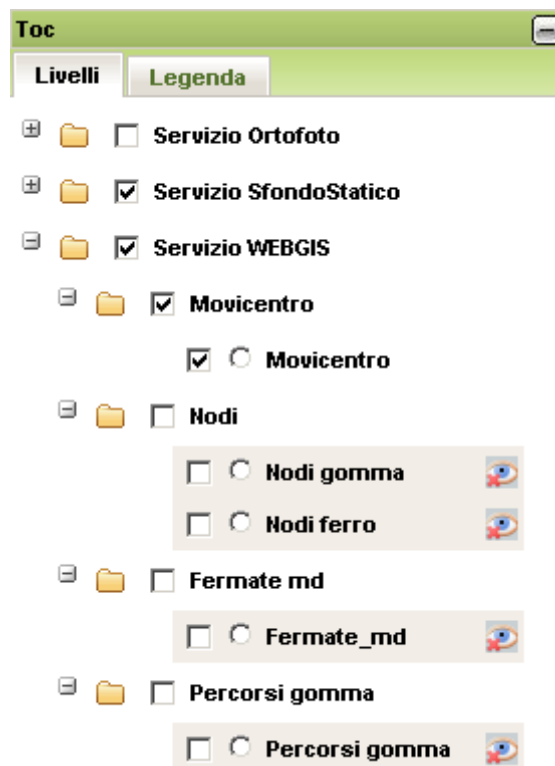 Toc
Livelli Legenda
Servizio Ortofoto
Servizio SfondoStatico
Servizio WEBGIS
Movicentro
Movicentro
Nodi
Nodi gomma
Nodi ferro
Fermate md
Fermate_md
Percorsi gomma
Percorsi gomma